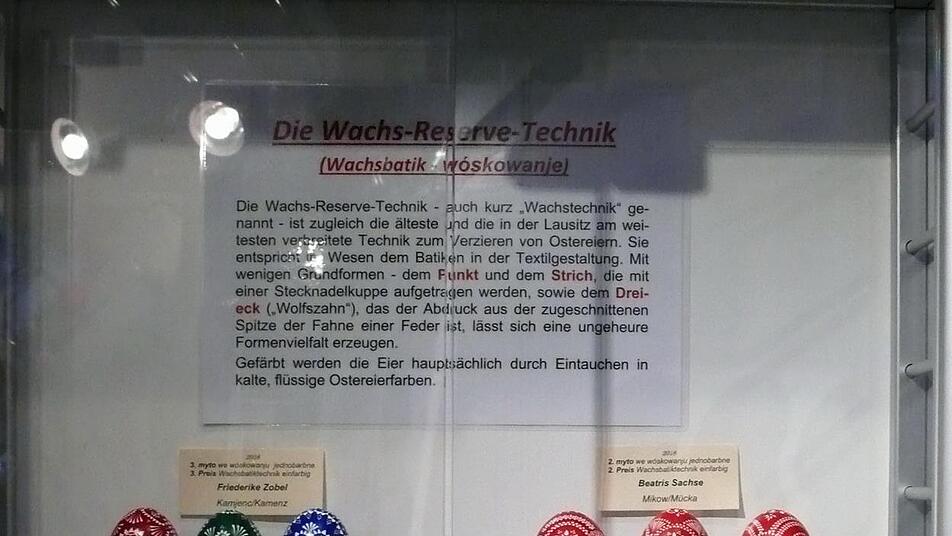 Die Wachs-Reserve-Technik
(Wachsbatik - wóskowanje)
Die Wachs-Reserve-Technik - auch kurz „Wachstechnik“ ge-
nannt - ist zugleich die älteste und die in der Lausitz am wei-
testen verbreitete Technik zum Verzieren von Ostereiern. Sie
entspricht im Wesen dem Batiken in der Textilgestaltung. Mit
wenigen Grundformen - dem Punkt und dem Strich, die mit
einer Stecknadelkuppe aufgetragen werden, sowie dem Drei-
eck („Wolfszahn“), das der Abdruck aus der zugeschnittenen
Spitze der Fahne einer Feder ist, lässt sich eine ungeheure
Formenvielfalt erzeugen.
Gefärbt werden die Eier hauptsächlich durch Eintauchen in
kalte, flüssige Ostereierfarben.
2016
3. myto we wóskowanju jednobarbne
3. Preis Wachsbatiktechnik einfarbig
Friederike Zobel
Kamjenc/Kamenz
2016
2. myto we wóskowanju jednobarbne
2. Preis Wachsbatiktechnik einfarbig
Beatris Sachse
Mikow/Mücka